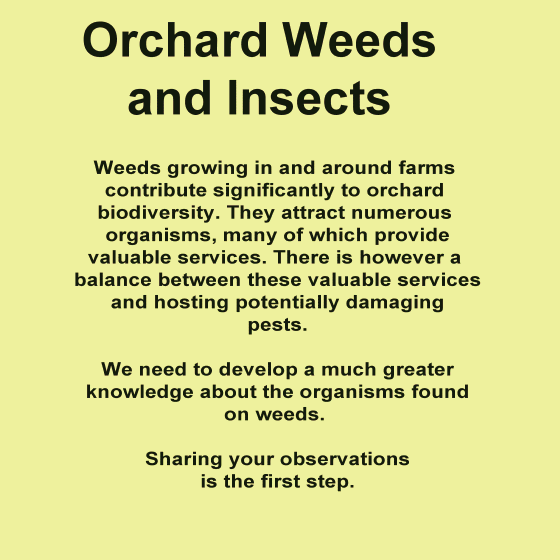 Orchard Weeds
and Insects
Weeds growing in and around farms
contribute significantly to orchard
biodiversity. They attract numerous
organisms, many of which provide
valuable services. There is however a
balance between these valuable services
and hosting potentially damaging
pests.
We need to develop a much greater
knowledge about the organisms found
on weeds.
Sharing your observations
is the first step.